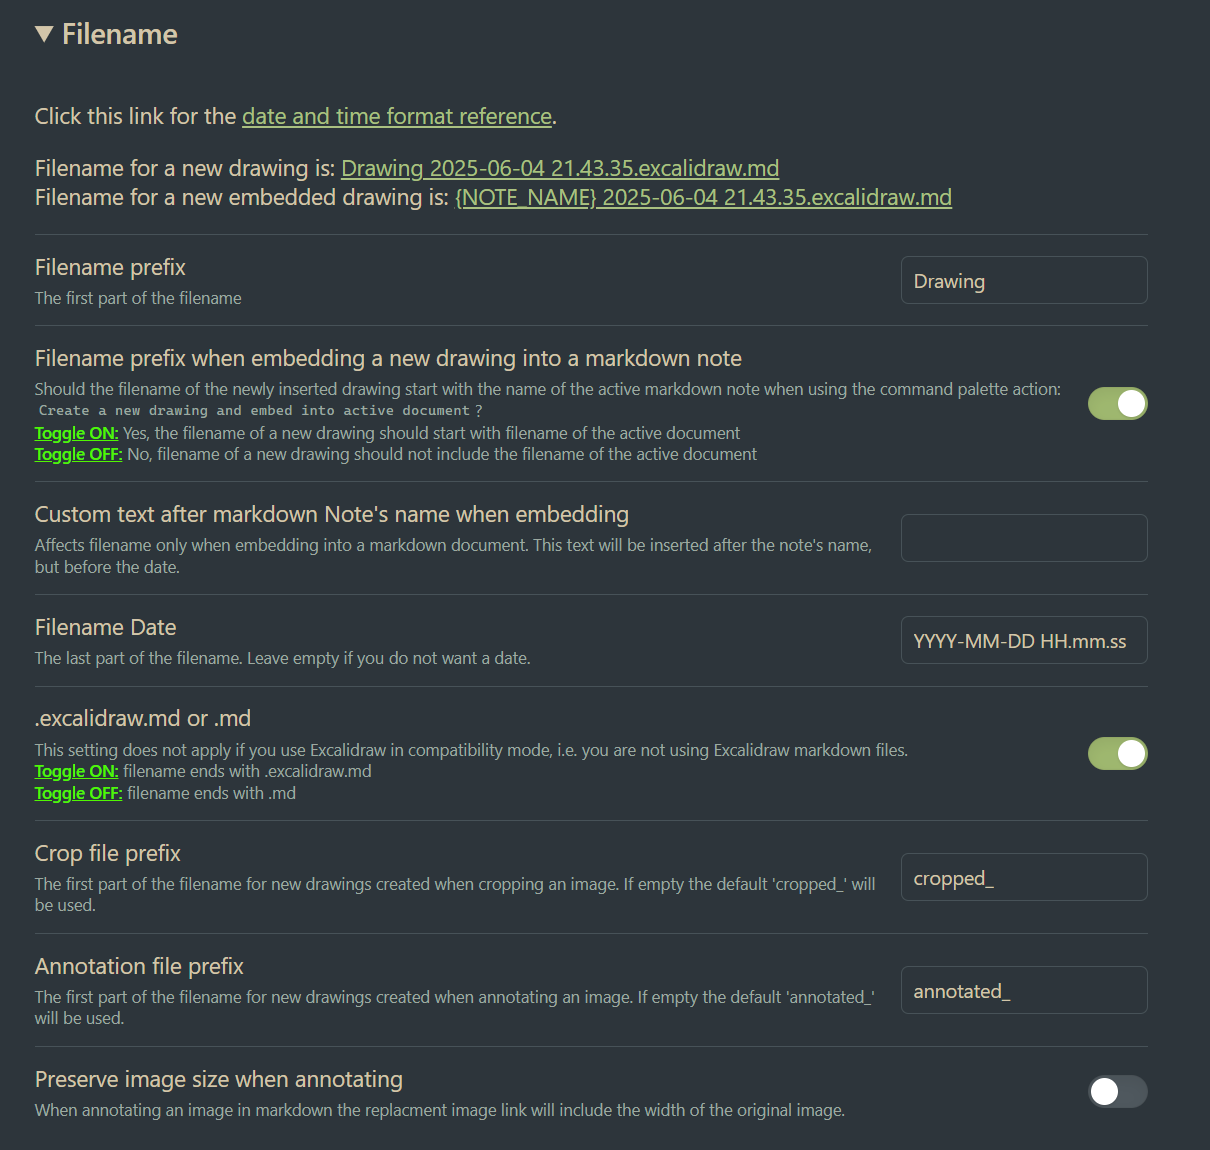 ▼ Filename
Click this link for the date and time format reference.
Filename for a new drawing is: Drawing 2025-06-04 21.43.35.excalidraw.md
Filename for a new embedded drawing is: {NOTE_NAME} 2025-06-04 21.43.35.excalidraw.md
Filename prefix
The first part of the filename
Drawing
Filename prefix when embedding a new drawing into a markdown note
Should the filename of the newly inserted drawing start with the name of the active markdown note when using the command palette action:
Create a new drawing and embed into active document ?
Toggle ON: Yes, the filename of a new drawing should start with filename of the active document
Toggle OFF: No, filename of a new drawing should not include the filename of the active document
Custom text after markdown Note's name when embedding
Affects filename only when embedding into a markdown document. This text will be inserted after the note's name,
but before the date.
Filename Date
The last part of the filename. Leave empty if you do not want a date.
YYYY-MM-DD HH.mm.ss
.excalidraw.md or .md
This setting does not apply if you use Excalidraw in compatibility mode, i.e. you are not using Excalidraw markdown files.
Toggle ON: filename ends with .excalidraw.md
Toggle OFF: filename ends with .md
Crop file prefix
The first part of the filename for new drawings created when cropping an image. If empty the default 'cropped_' will
be used.
cropped_
Annotation file prefix
The first part of the filename for new drawings created when annotating an image. If empty the default 'annotated_'
will be used.
annotated_
Preserve image size when annotating
When annotating an image in markdown the replacment image link will include the width of the original image.